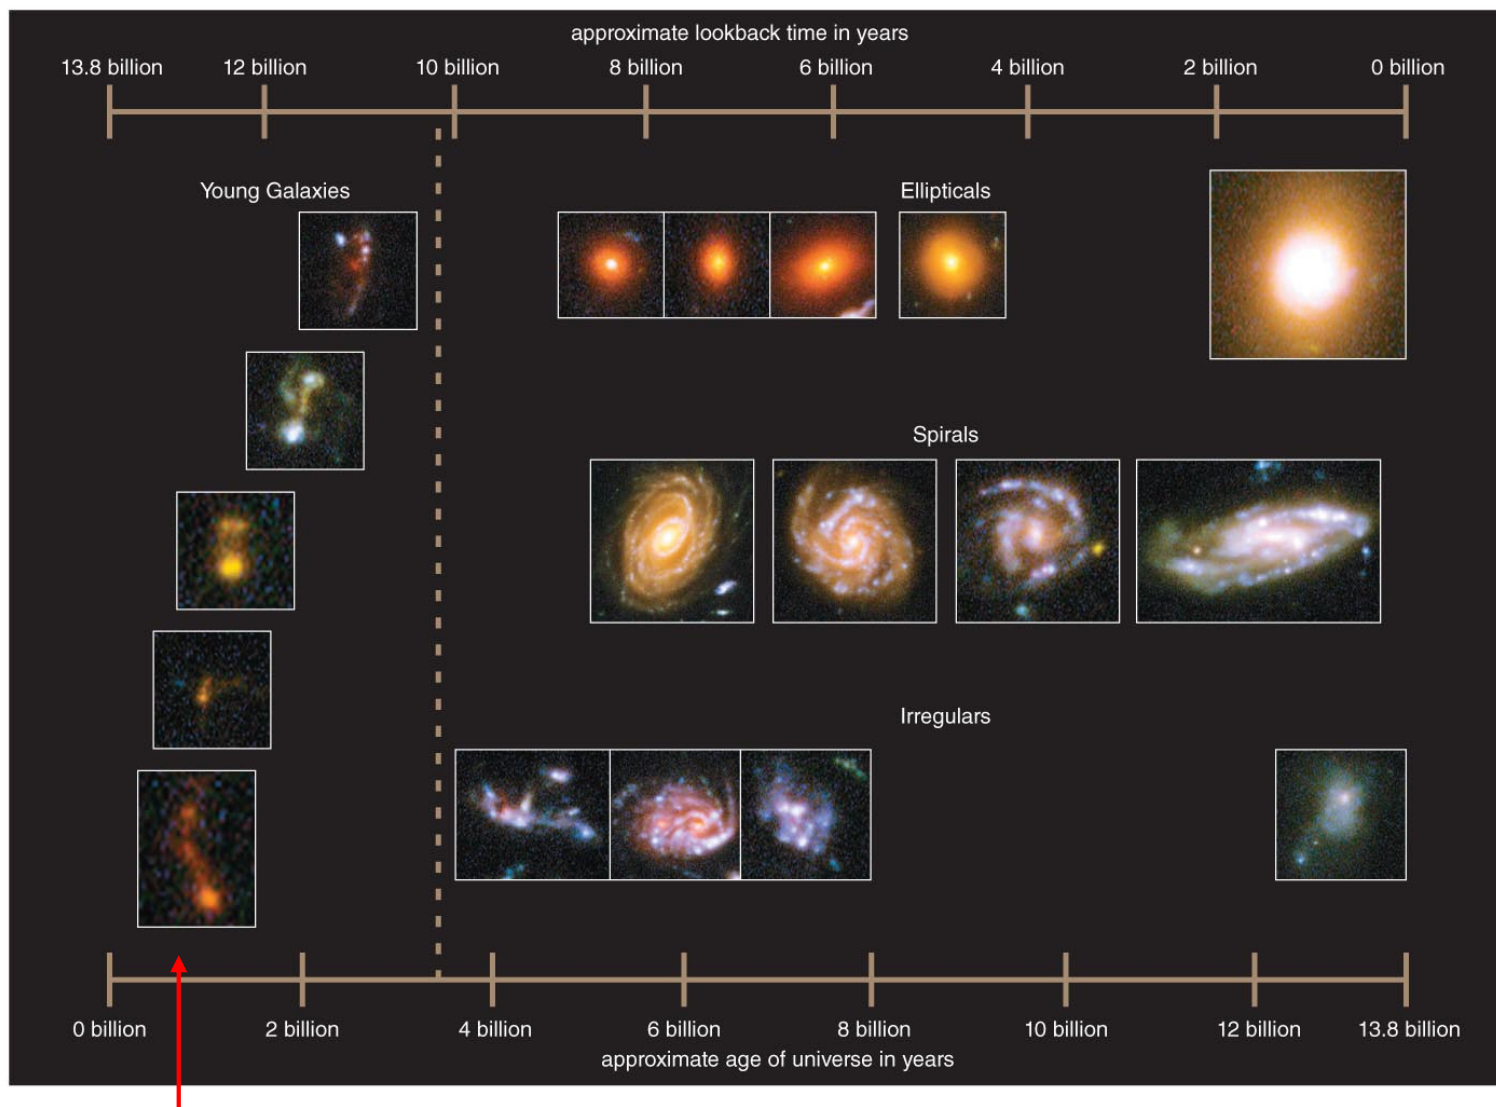 approximate lookback time in years
13.8 billion 12 billion 10 billion 8 billion 6 billion 4 billion 2 billion 0 billion
Young Galaxies
Ellipticals
Spirals
Irregulars
0 billion 2 billion 4 billion 6 billion 8 billion 10 billion 12 billion 13.8 billion
approximate age of universe in years